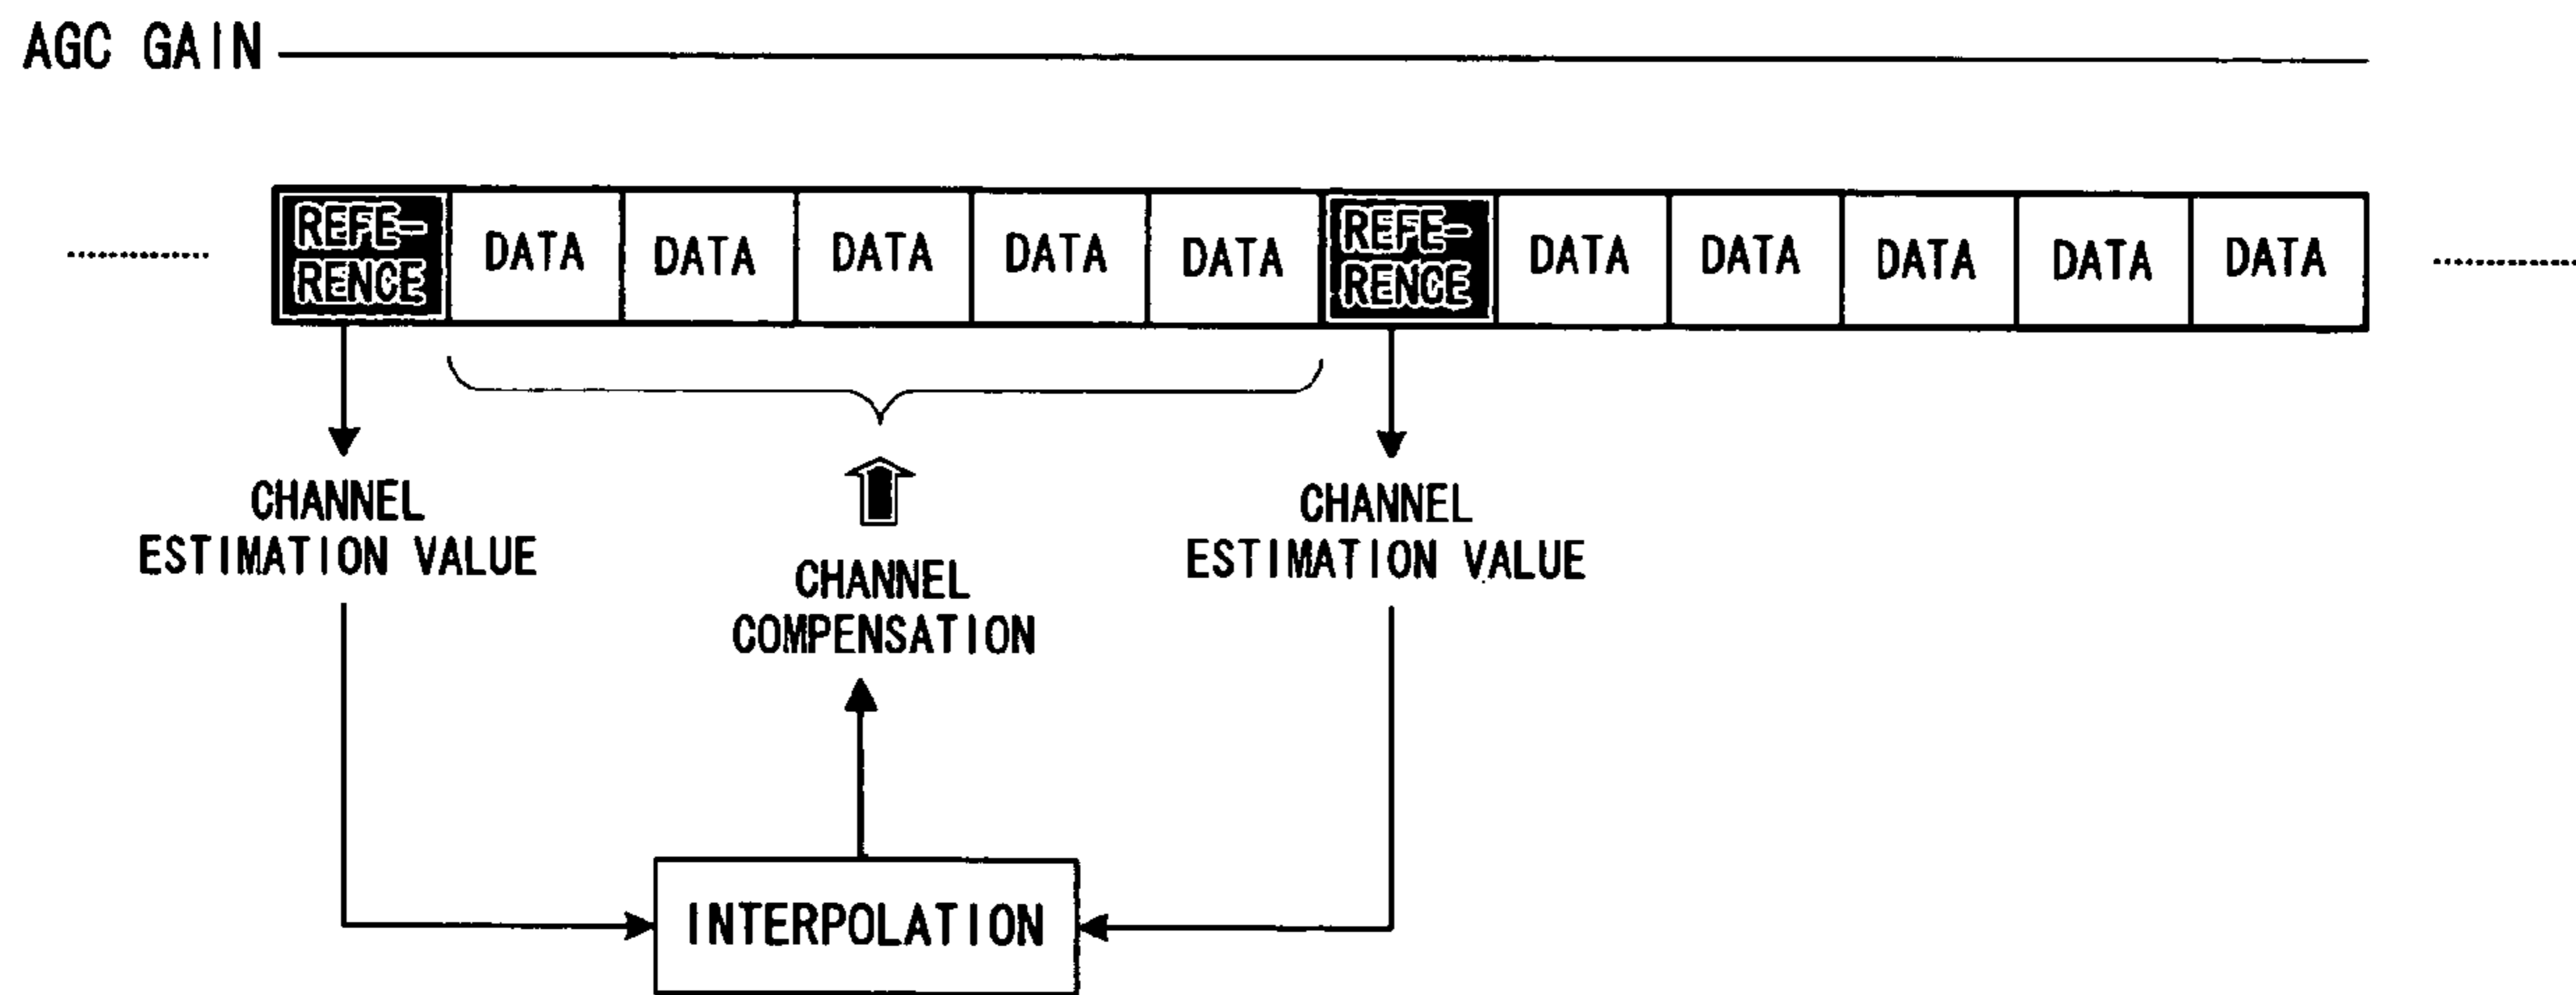 AGC GAIN
REFE-
RENCE
DATA
DATA
DATA
DATA
DATA
REFE-
RENCE
DATA
DATA
DATA
DATA
DATA
CHANNEL
ESTIMATION VALUE
CHANNEL
COMPENSATION
CHANNEL
ESTIMATION VALUE
INTERPOLATION